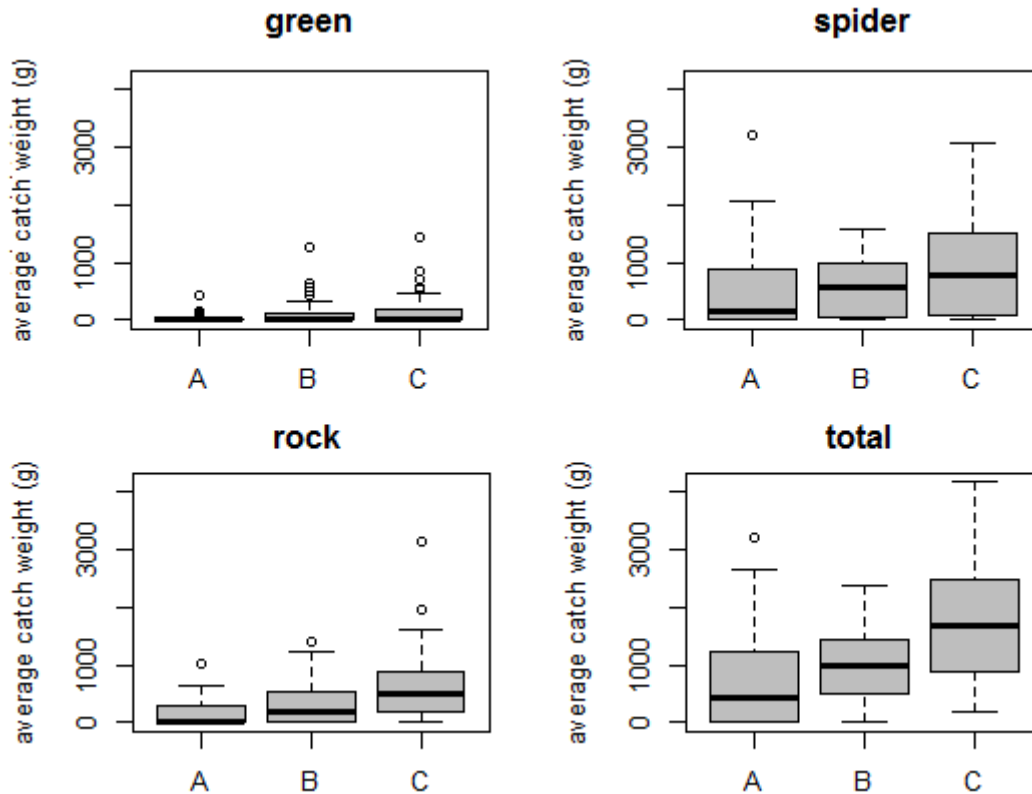 green
average catch weight (g)
3000
1000
0
A B C
spider
average catch weight (g)
3000
1000
0
A B C
rock
average catch weight (g)
3000
1000
0
A B C
total
average catch weight (g)
3000
1000
0
A B C